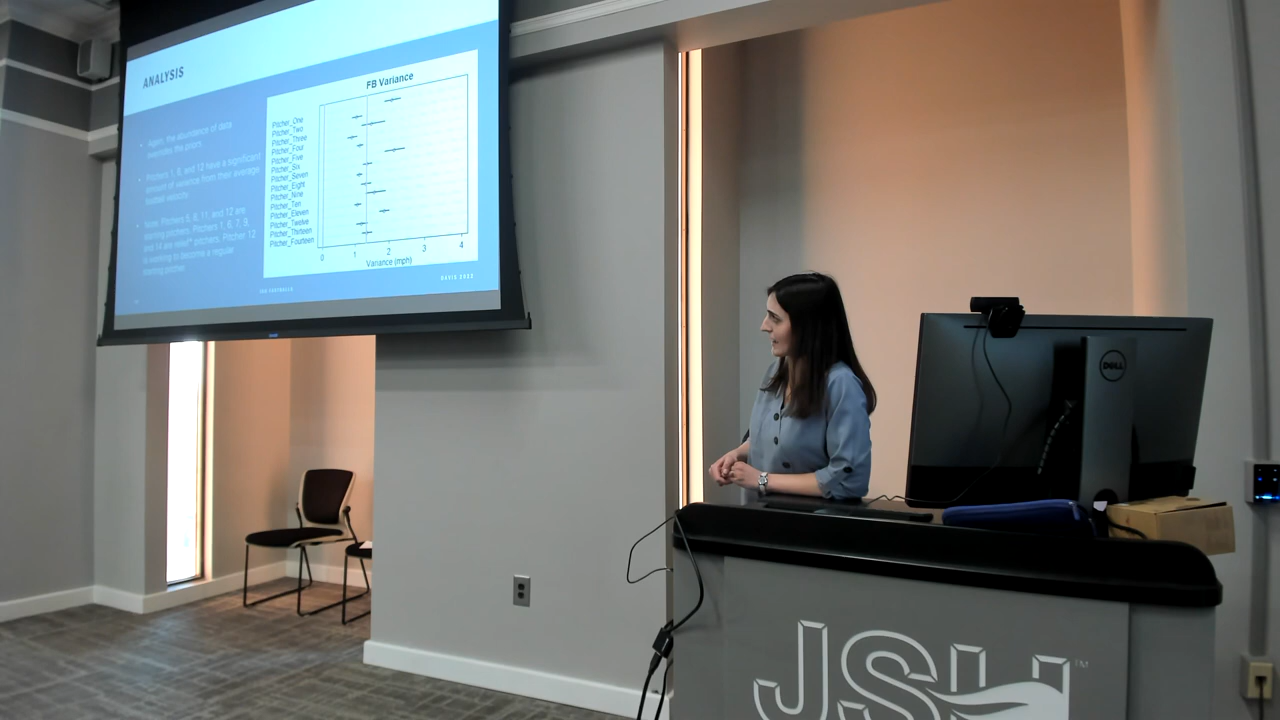 ANALYSIS
Again, the abundance of data
overrides the priors.
Pitchers 1, 8, and 12 have a significant
amount of variance from their average
fastball velocity
Note: Pitchers 5, 8, 11, and 12 are
starting pitchers. Pitchers 1, 6, 7, 9,
and 14 are relief pitchers. Pitcher 12
is working to become a regular
starting pitcher
FB Variance
Pitcher_One
Pitcher_Two
Pitcher_Three
Pitcher_Four
Pitcher_Five
Pitcher_Six
Pitcher_Seven
Pitcher_Eight
Pitcher_Nine
Pitcher_Ten
Pitcher_Eleven
Pitcher_Twelve
Pitcher_Thirteen
Pitcher_Fourteen
0 1 2 3 4
Variance (mph)
DAVIS 2022
DELL
JSU
TM